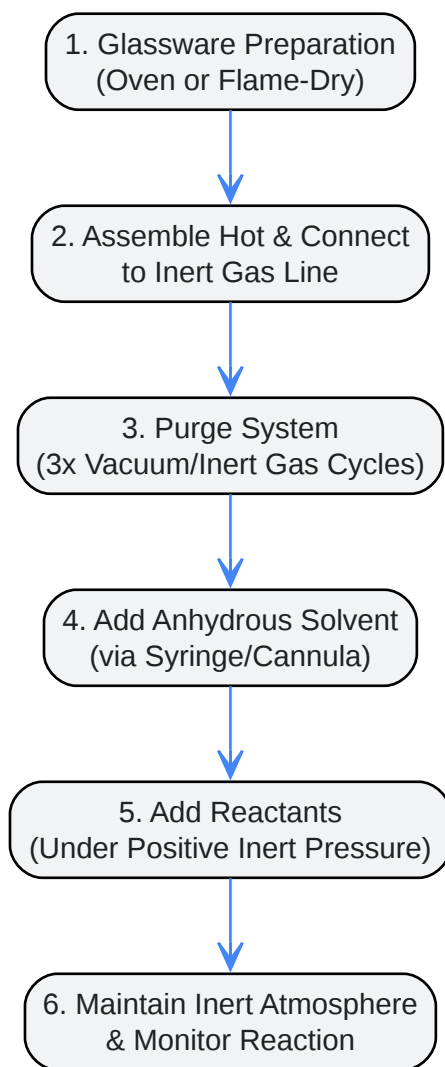 1. Glassware Preparation
(Oven or Flame-Dry)
2. Assemble Hot & Connect
to Inert Gas Line
3. Purge System
(3x Vacuum/Inert Gas Cycles)
4. Add Anhydrous Solvent
(via Syringe/Cannula)
5. Add Reactants
(Under Positive Inert Pressure)
6. Maintain Inert Atmosphere
& Monitor Reaction